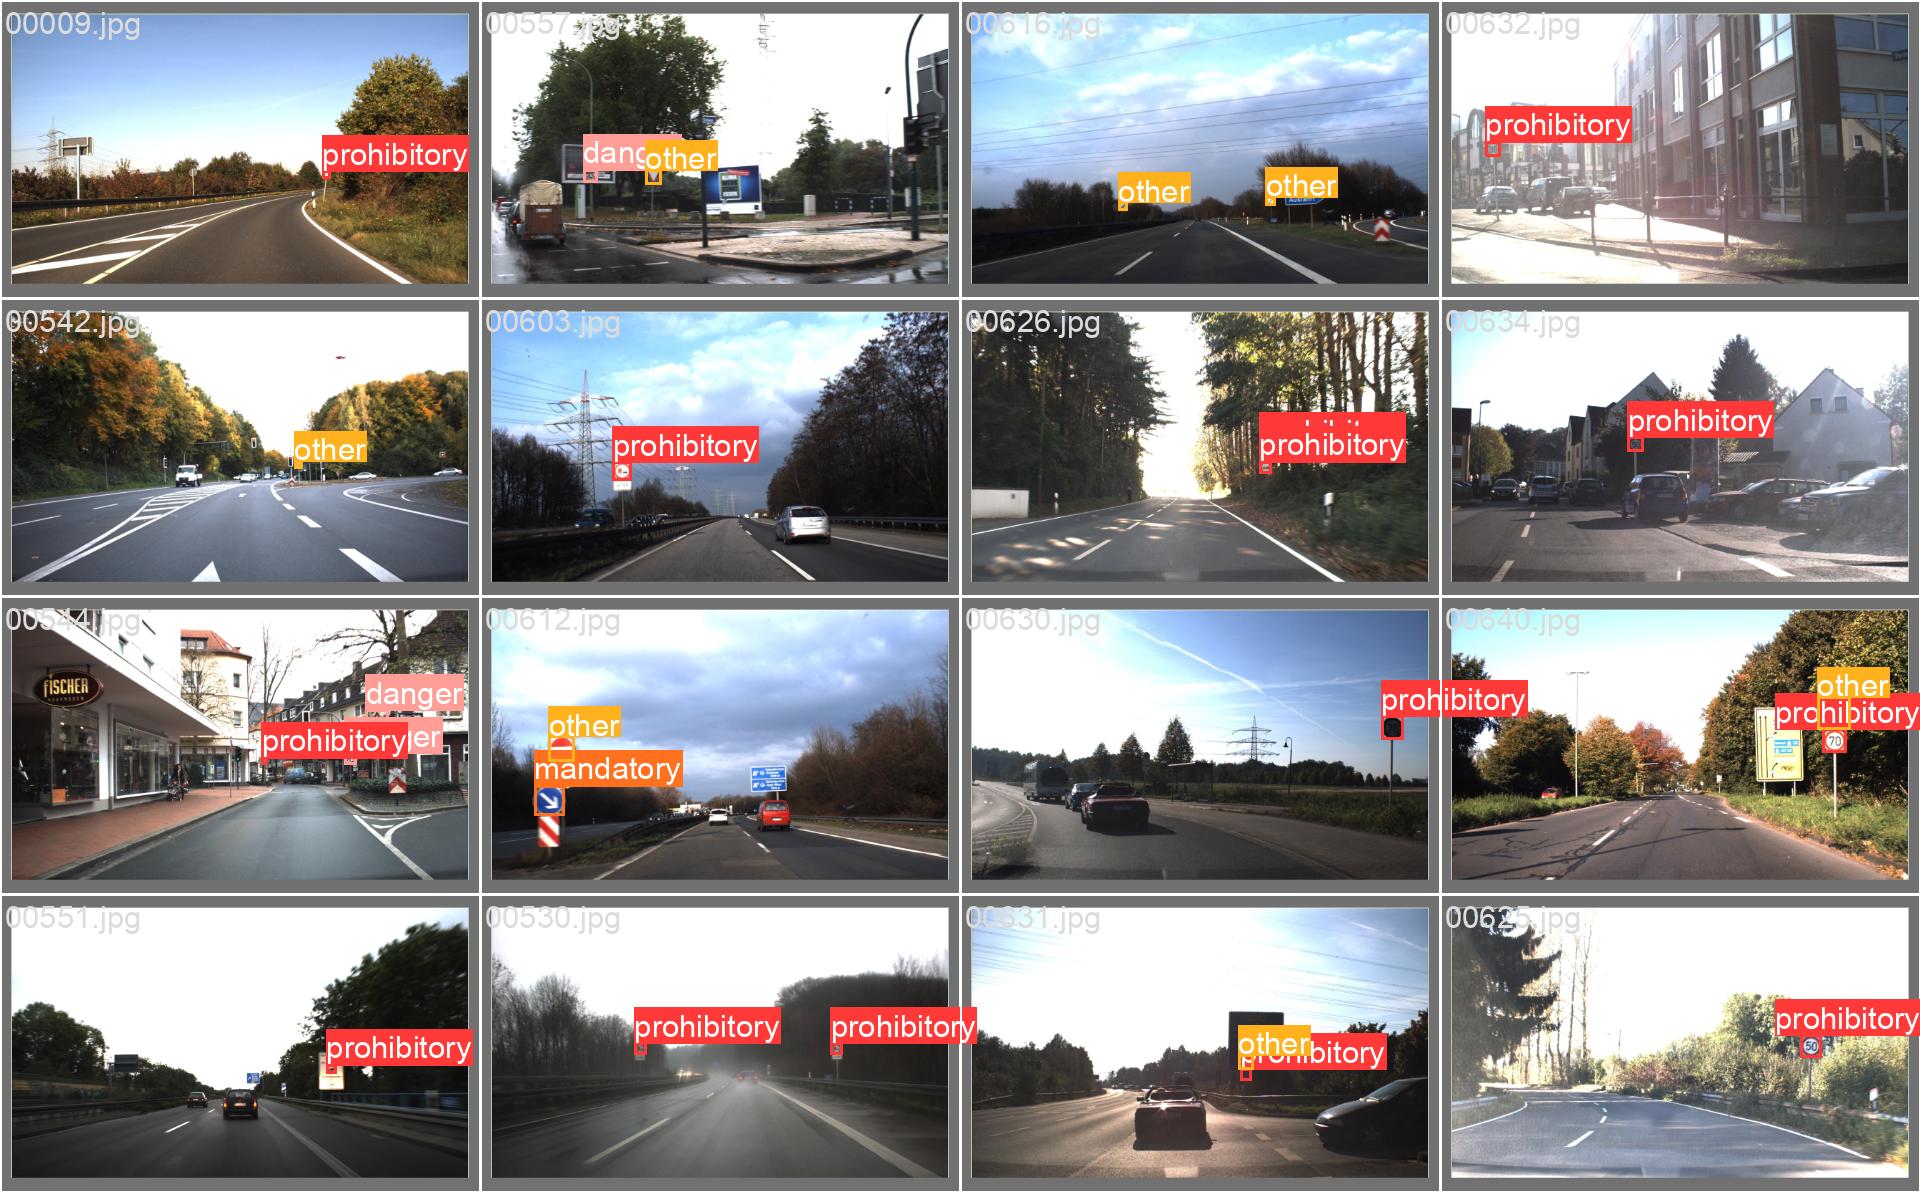 00009.jpg
prohibitory
00557.jpg
dang
other
00616.jpg
other
other
Ausfahrt
00632.jpg
prohibitory
00542.jpg
other
00603.jpg
prohibitory
00626.jpg
prohibitory
00634.jpg
prohibitory
00544.jpg
FISCHER
danger
prohibitory
er
00612.jpg
other
mandatory
00630.jpg
prohibitory
00640.jpg
other
prohibitory
70
00551.jpg
prohibitory
00530.jpg
prohibitory
prohibitory
00631.jpg
other
prohibitory
00625.jpg
prohibitory
50